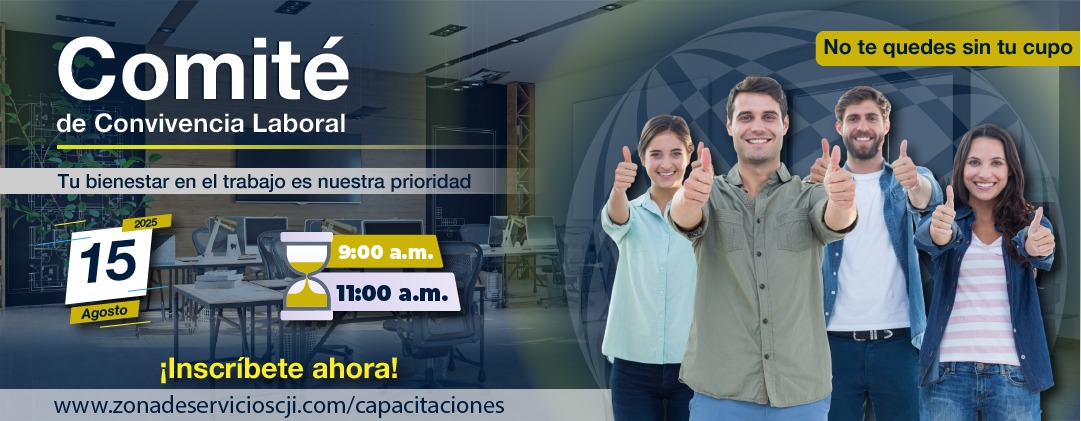 Comité
de Convivencia Laboral
No te quedes sin tu cupo
Tu bienestar en el trabajo es nuestra prioridad
2025
15
Agosto
9:00 a.m.
11:00 a.m.
¡Inscríbete ahora!
www.zonadeservicioscji.com/capacitaciones